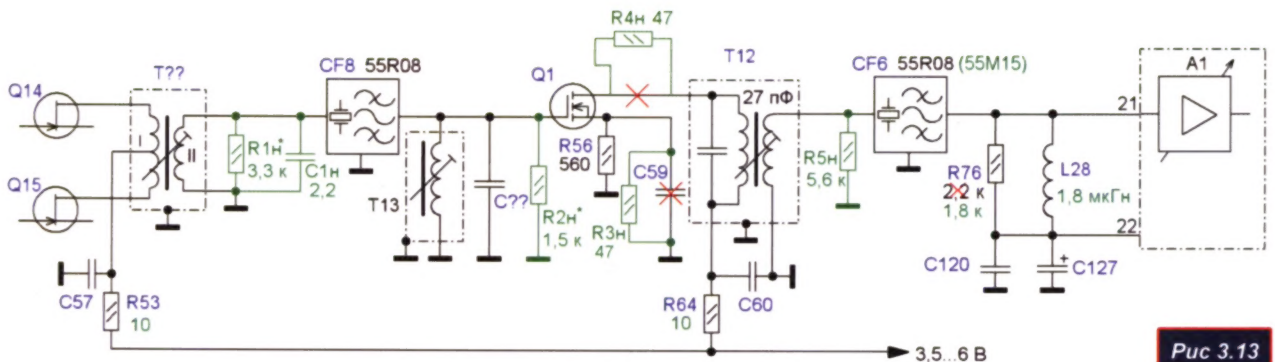 R4н 47
T??
CF8 55R08
Q1
T12
CF6 55R08 (55M15)
A1
Q14
27 пФ
21
I
II
R1н*
3,3 к
C1н
2,2
R56
560
C59
R5н
5,6 к
R76
2,2 к
1,8 к
L28
1,8 мкГн
Q15
T13
C??
R2н*
1,5 к
R3н
47
22
C120
+
C127
C57
R53
10
R64
10
C60
3,5...6 В
Рис 3.13